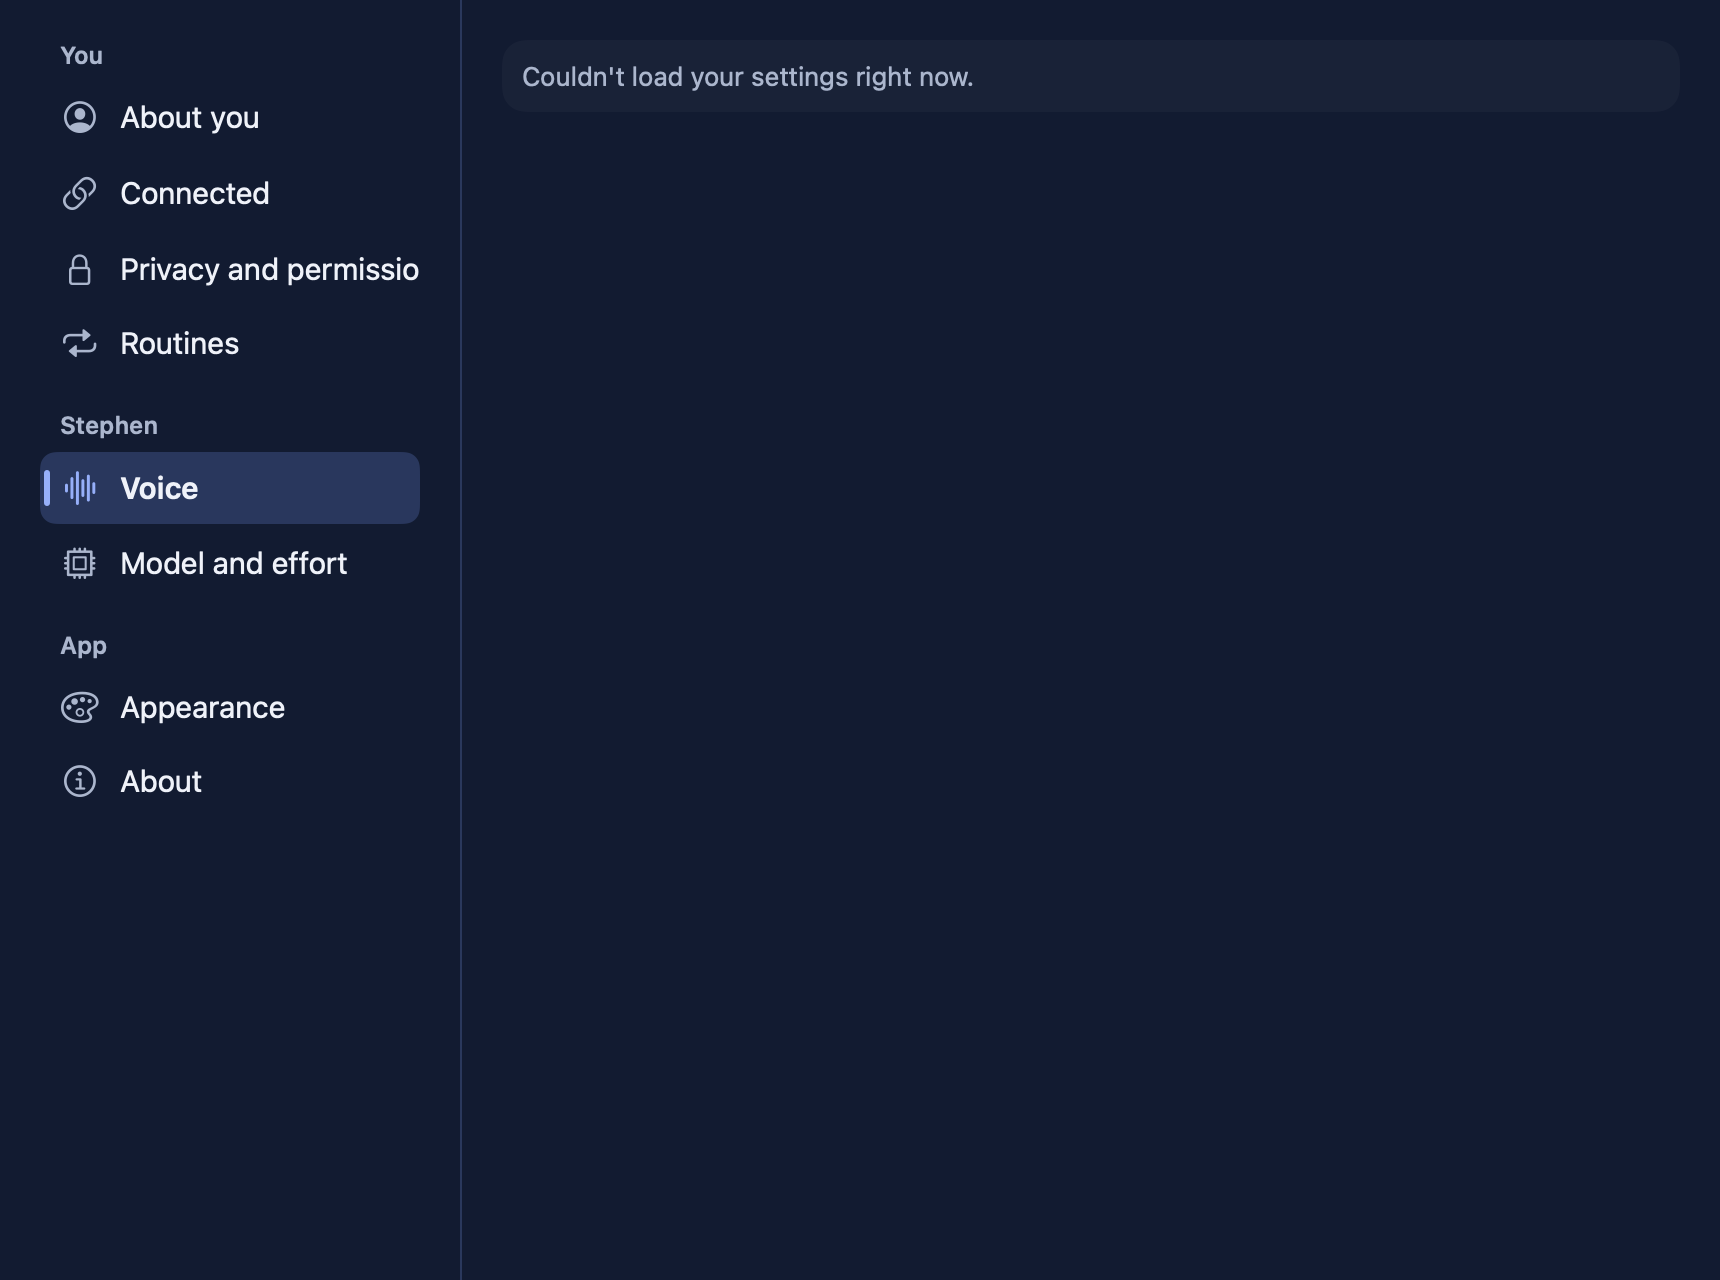 You
About you
Connected
Privacy and permissio
Routines
Stephen
Voice
Model and effort
App
Appearance
About
Couldn't load your settings right now.